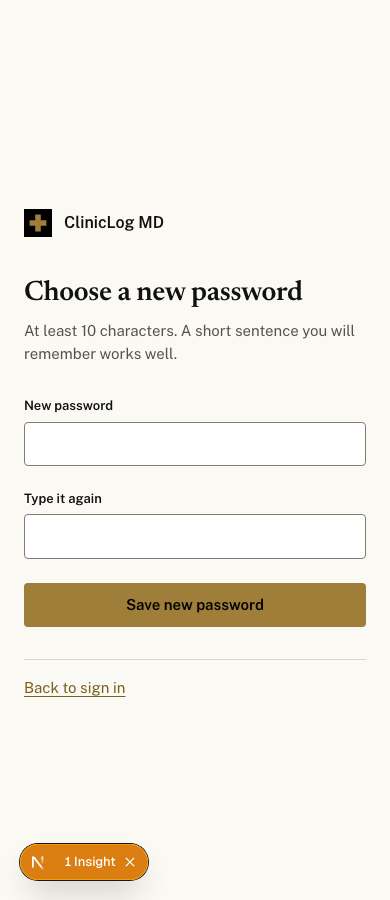 ClinicLog MD
Choose a new password
At least 10 characters. A short sentence you will
remember works well.
New password
Type it again
Save new password
Back to sign in
N 1 Insight